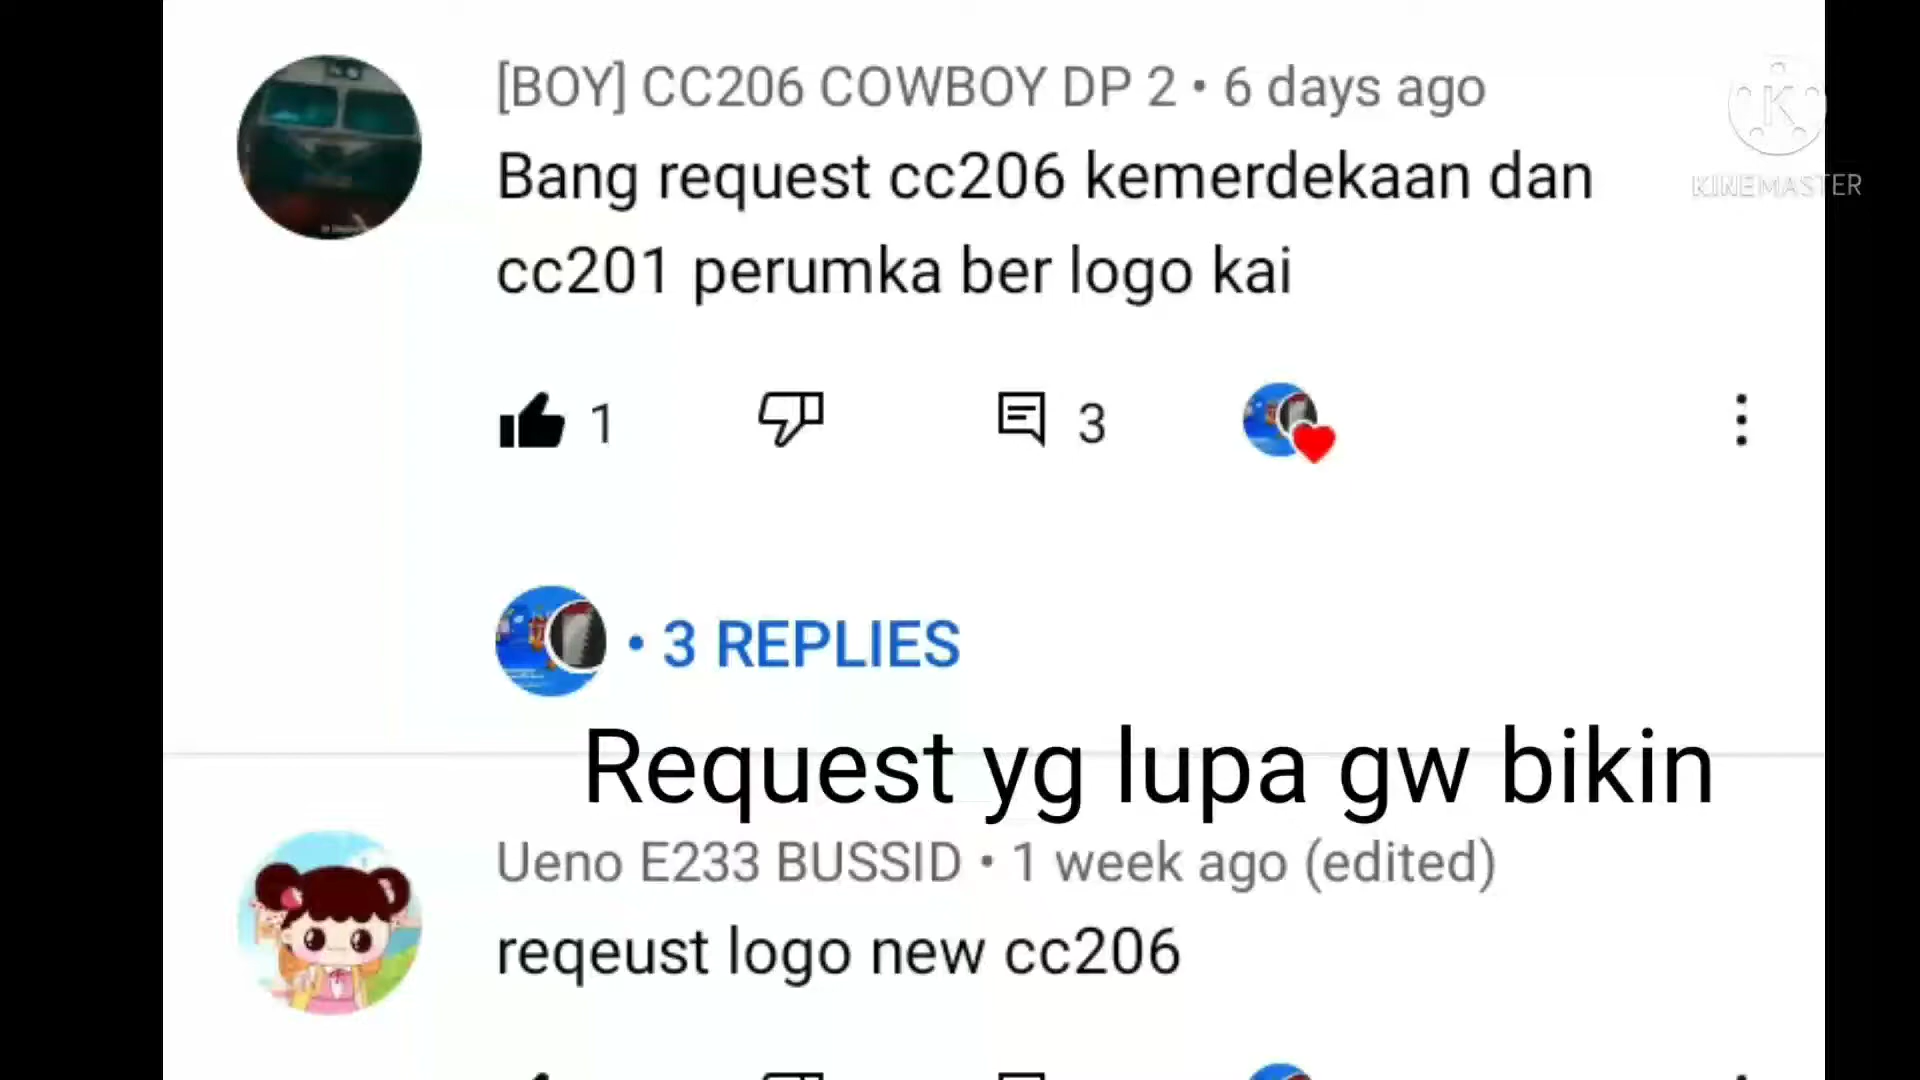 [BOY] CC206 COWBOY DP 2 • 6 days ago
Bang request cc206 kemerdekaan dan
cc201 perumka ber logo kai
1
3
KINEMASTER
• 3 REPLIES
Request yg lupa gw bikin
Ueno E233 BUSSID • 1 week ago (edited)
reqeust logo new cc206